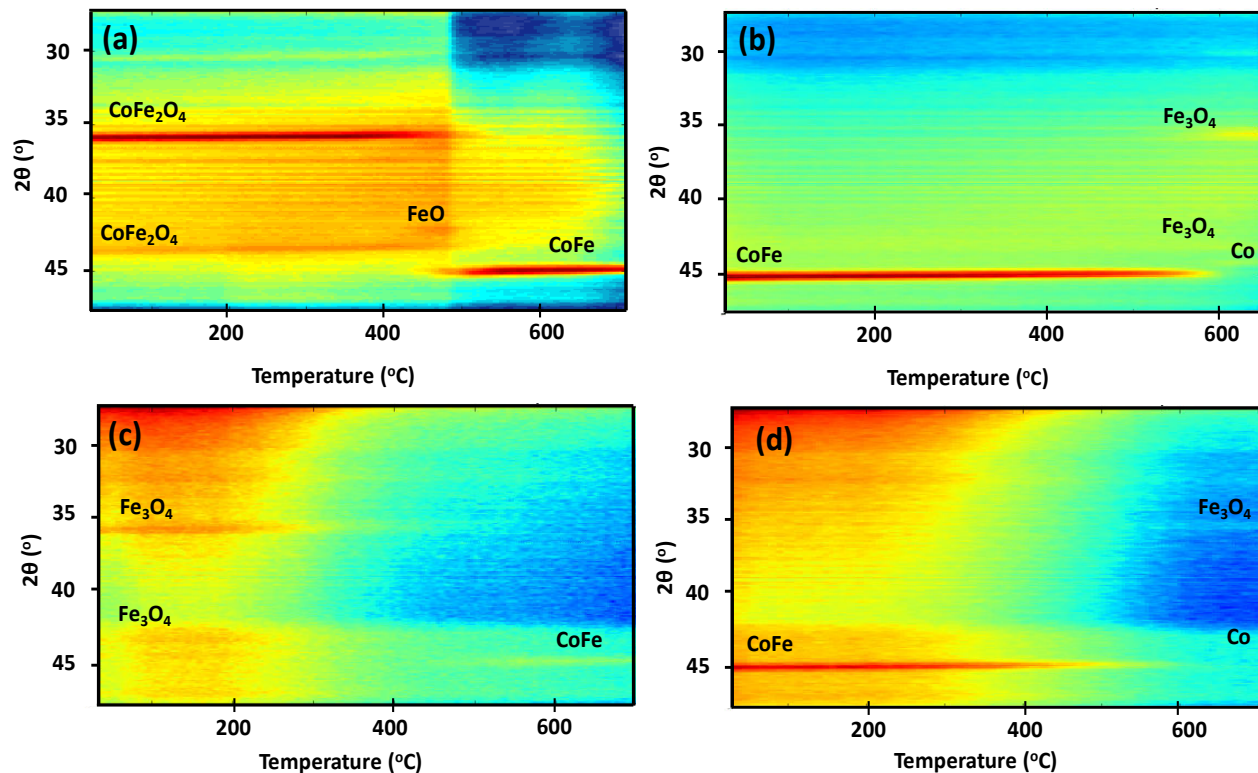 (a)
30
35
40
45
2θ (°)
CoFe₂O₄
CoFe₂O₄
FeO
CoFe
200
400
600
Temperature (°C)
(b)
30
35
40
45
2θ (°)
Fe₃O₄
Fe₃O₄
CoFe
Co
200
400
600
Temperature (°C)
(c)
30
35
40
45
2θ (°)
Fe₃O₄
Fe₃O₄
CoFe
200
400
600
Temperature (°C)
(d)
30
35
40
45
2θ (°)
Fe₃O₄
CoFe
Co
200
400
600
Temperature (°C)